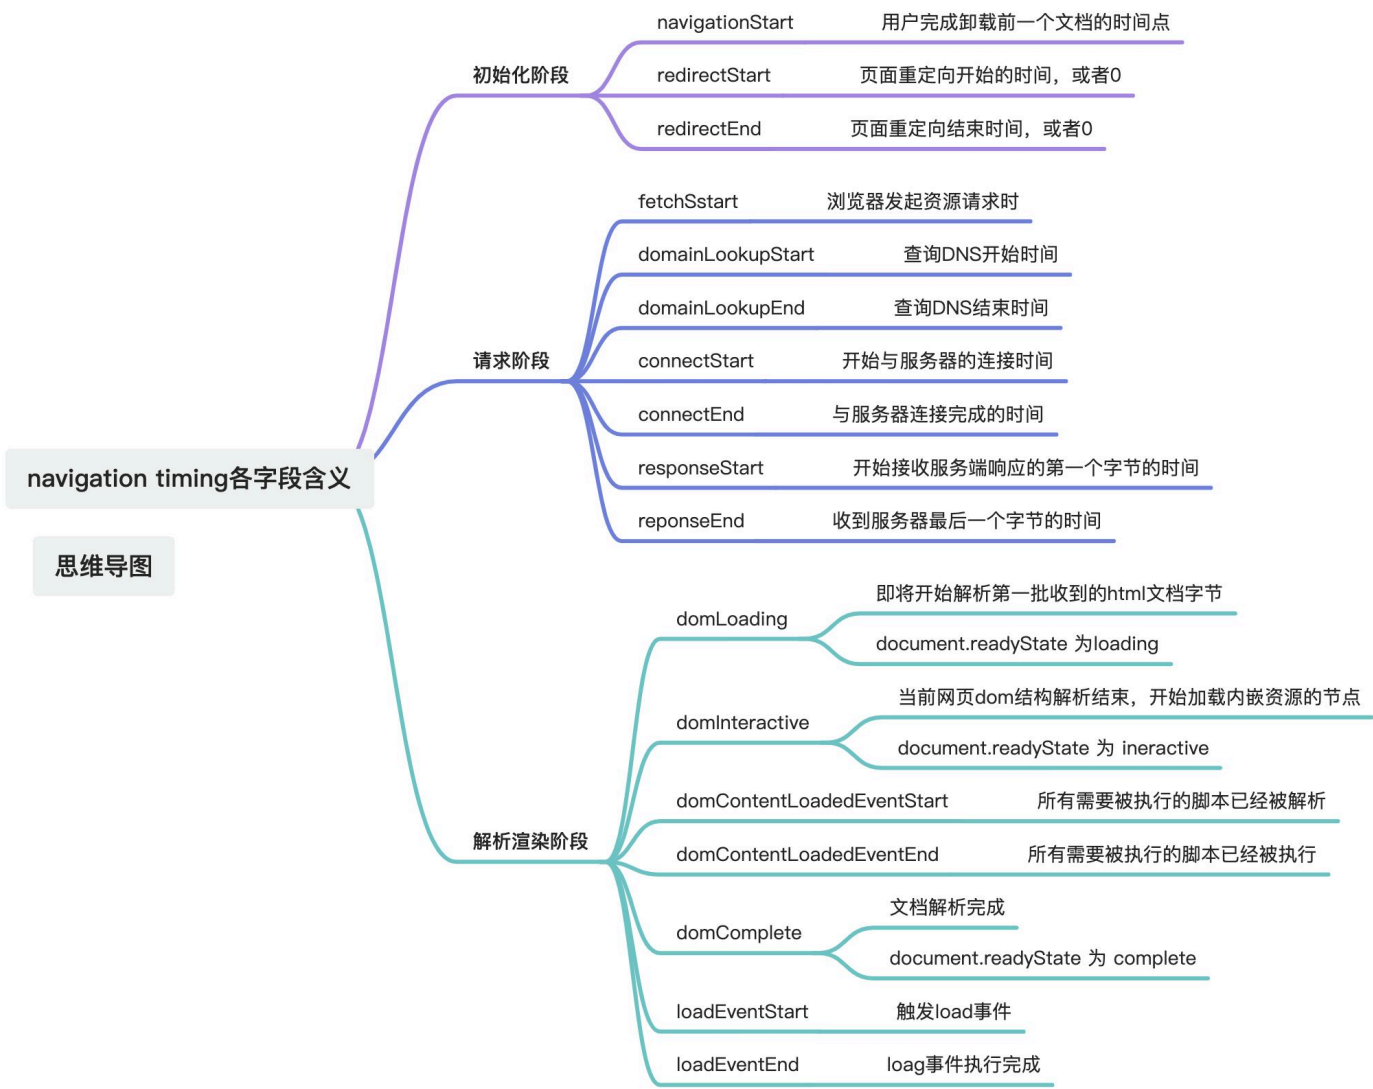 navigation timing各字段含义
思维导图
初始化阶段
navigationStart 用户完成卸载前一个文档的时间点
redirectStart 页面重定向开始的时间，或者0
redirectEnd 页面重定向结束时间，或者0
请求阶段
fetchSstart 浏览器发起资源请求时
domainLookupStart 查询DNS开始时间
domainLookupEnd 查询DNS结束时间
connectStart 开始与服务器的连接时间
connectEnd 与服务器连接完成的时间
responseStart 开始接收服务端响应的第一个字节的时间
reponseEnd 收到服务器最后一个字节的时间
解析渲染阶段
domLoading
即将开始解析第一批收到的html文档字节
document.readyState 为loading
domInteractive
当前网页dom结构解析结束，开始加载内嵌资源的节点
document.readyState 为 ineractive
domContentLoadedEventStart 所有需要被执行的脚本已经被解析
domContentLoadedEventEnd 所有需要被执行的脚本已经被执行
domComplete
文档解析完成
document.readyState 为 complete
loadEventStart 触发load事件
loadEventEnd loag事件执行完成